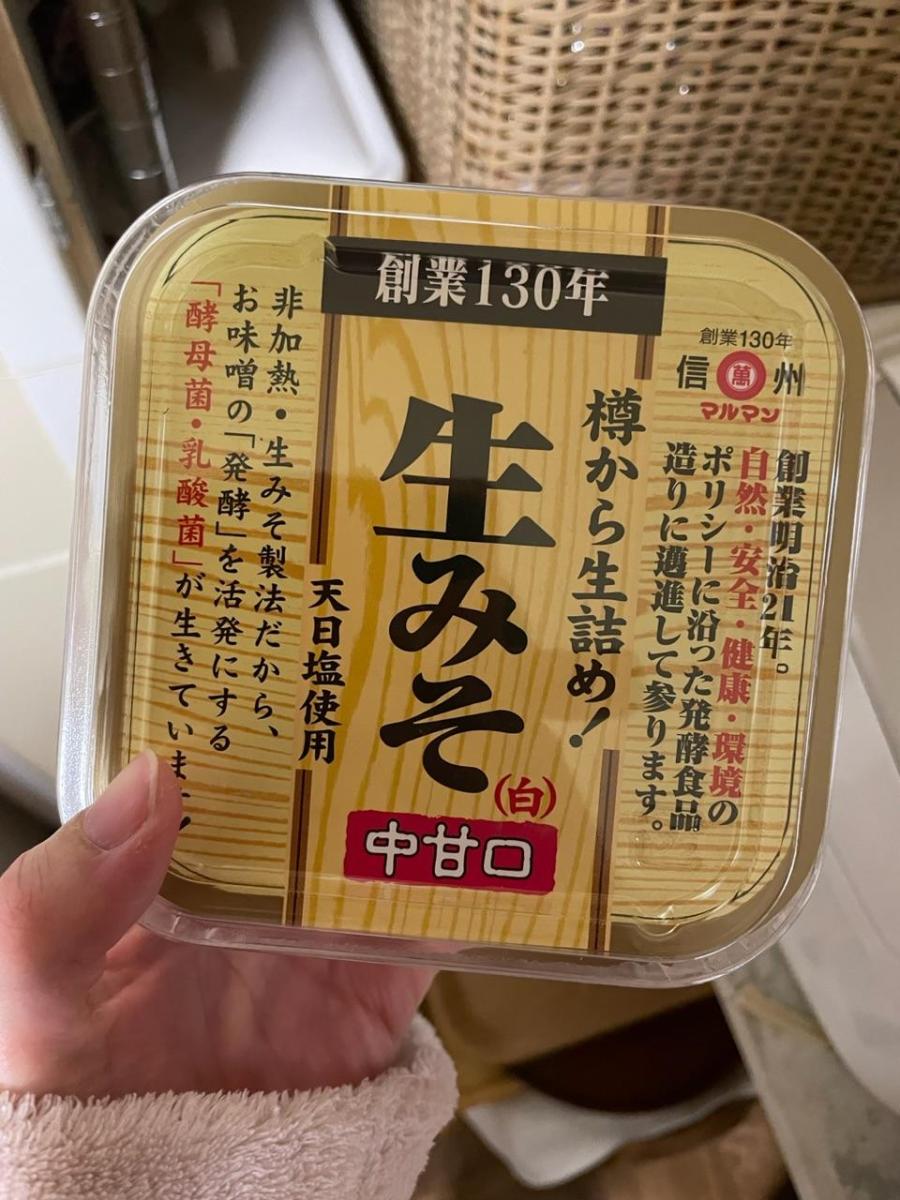 創業130年
創業130年
信 萬 州
マルマン
創業明治21年。
自然・安全・健康・環境の
ポリシーに沿った発酵食品
造りに邁進して参ります。
樽から生詰め!
生みそ
(白)
中甘口
天日塩使用
非加熱・生みそ製法だから、
お味噌の「発酵」を活発にする
「酵母菌・乳酸菌」が生きていま